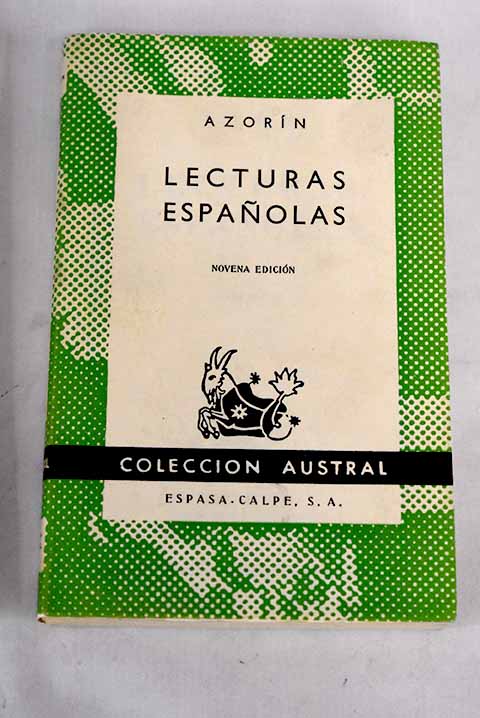 AZORÍN
LECTURAS
ESPAÑOLAS
NOVENA EDICIÓN
COLECCION AUSTRAL
ESPASA-CALPE, S. A.